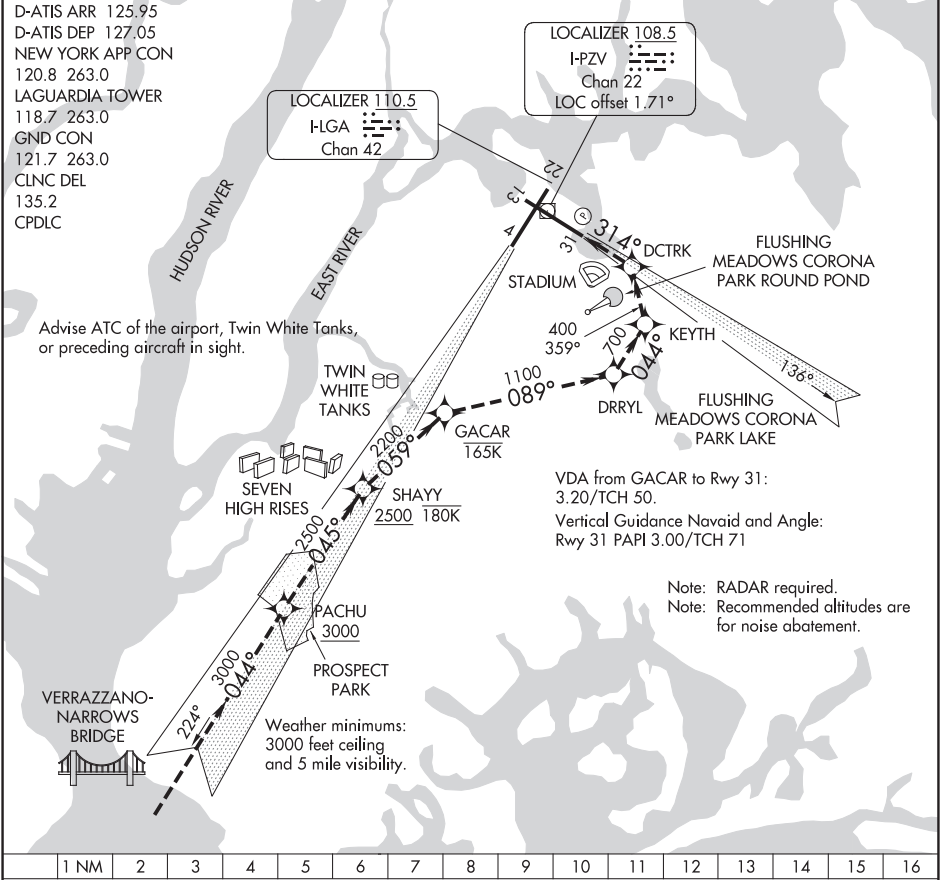 D-ATIS ARR 125.95
D-ATIS DEP 127.05
NEW YORK APP CON
120.8 263.0
LAGUARDIA TOWER
118.7 263.0
GND CON
121.7 263.0
CLNC DEL
135.2
CPDLC
LOCALIZER 108.5
I-PZV
Chan 22
LOC offset 1.71°
LOCALIZER 110.5
I-LGA
Chan 42
HUDSON RIVER
EAST RIVER
22
13
4
31
P
314°
DCTRK
STADIUM
FLUSHING
MEADOWS CORONA
PARK ROUND POND
Advise ATC of the airport, Twin White Tanks,
or preceding aircraft in sight.
400
359°
KEYTH
700
044°
136°
TWIN
WHITE
TANKS
1100
089°
DRRYL
FLUSHING
MEADOWS CORONA
PARK LAKE
GACAR
165K
2200
059°
SEVEN
HIGH RISES
SHAYY
2500 180K
VDA from GACAR to Rwy 31:
3.20/TCH 50.
Vertical Guidance Navaid and Angle:
Rwy 31 PAPI 3.00/TCH 71
2500
045°
Note: RADAR required.
Note: Recommended altitudes are
for noise abatement.
PACHU
3000
PROSPECT
PARK
3000
044°
224°
VERRAZZANO-
NARROWS
BRIDGE
Weather minimums:
3000 feet ceiling
and 5 mile visibility.
1 NM 2 3 4 5 6 7 8 9 10 11 12 13 14 15 16